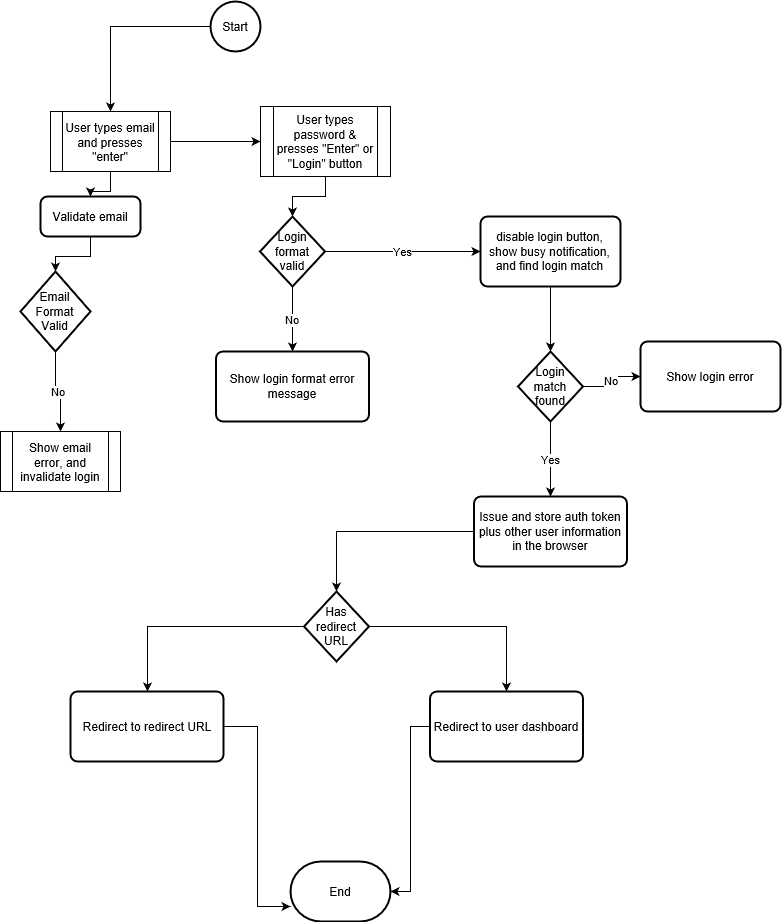 Start
User types email
and presses
"enter"
User types
password &
presses "Enter" or
"Login" button
Validate email
Login
format
valid
Yes
disable login button,
show busy notification,
and find login match
Email
Format
Valid
No
Show login format error
message
Login
match
found
No
Show login error
No
Show email
error, and
invalidate login
Yes
Issue and store auth token
plus other user information
in the browser
Has
redirect
URL
Redirect to redirect URL
Redirect to user dashboard
End